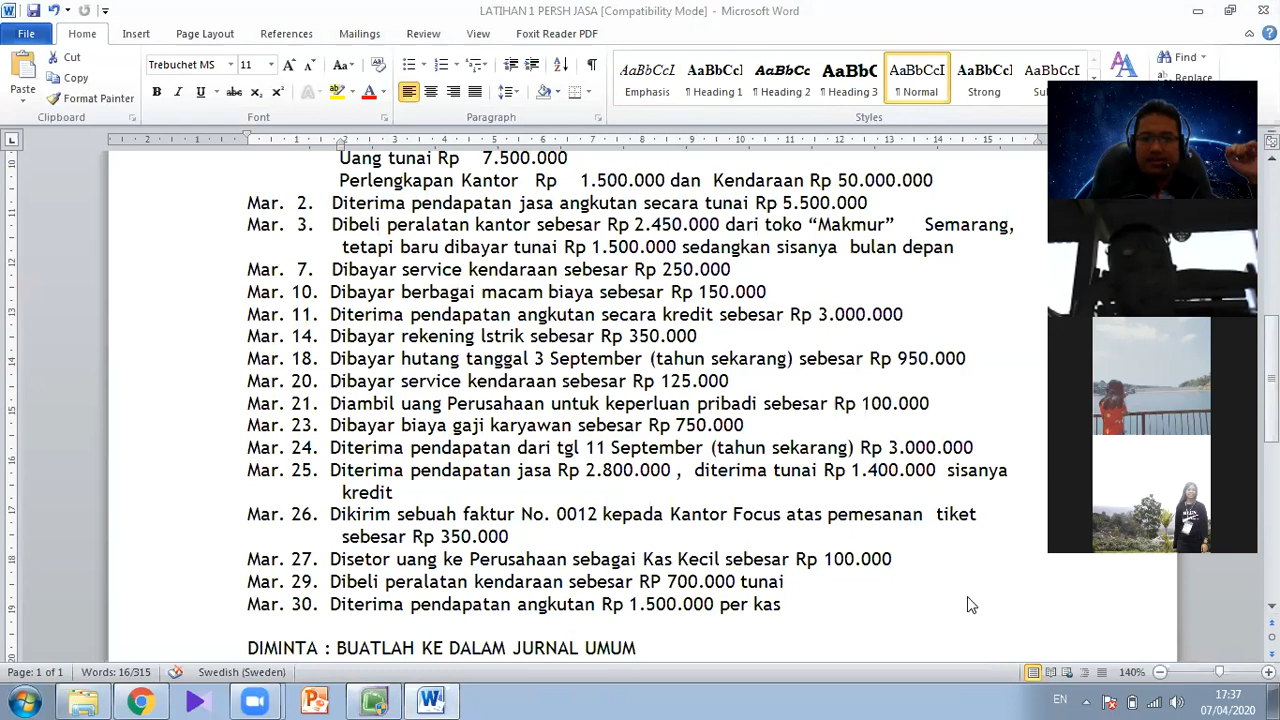 LATIHAN 1 PERSH JASA [Compatibility Mode] - Microsoft Word
File Home Insert Page Layout References Mailings Review View Foxit Reader PDF
Paste
Cut
Copy
Format Painter
Clipboard
Trebuchet MS 11
Font
Paragraph
AaBbCcI AaBbCcl AaBbCc AaBbC AaBbCcI AaBbCcl AaBbCcI
Emphasis Heading 1 Heading 2 Heading 3 Normal Strong
Styles
Find
Replace
Uang tunai Rp 7.500.000
Perlengkapan Kantor Rp 1.500.000 dan Kendaraan Rp 50.000.000
Mar. 2. Diterima pendapatan jasa angkutan secara tunai Rp 5.500.000
Mar. 3. Dibeli peralatan kantor sebesar Rp 2.450.000 dari toko “Makmur” Semarang,
tetapi baru dibayar tunai Rp 1.500.000 sedangkan sisanya bulan depan
Mar. 7. Dibayar service kendaraan sebesar Rp 250.000
Mar. 10. Dibayar berbagai macam biaya sebesar Rp 150.000
Mar. 11. Diterima pendapatan angkutan secara kredit sebesar Rp 3.000.000
Mar. 14. Dibayar rekening lstrik sebesar Rp 350.000
Mar. 18. Dibayar hutang tanggal 3 September (tahun sekarang) sebesar Rp 950.000
Mar. 20. Dibayar service kendaraan sebesar Rp 125.000
Mar. 21. Diambil uang Perusahaan untuk keperluan pribadi sebesar Rp 100.000
Mar. 23. Dibayar biaya gaji karyawan sebesar Rp 750.000
Mar. 24. Diterima pendapatan dari tgl 11 September (tahun sekarang) Rp 3.000.000
Mar. 25. Diterima pendapatan jasa Rp 2.800.000 , diterima tunai Rp 1.400.000 sisanya
kredit
Mar. 26. Dikirim sebuah faktur No. 0012 kepada Kantor Focus atas pemesanan tiket
sebesar Rp 350.000
Mar. 27. Disetor uang ke Perusahaan sebagai Kas Kecil sebesar Rp 100.000
Mar. 29. Dibeli peralatan kendaraan sebesar RP 700.000 tunai
Mar. 30. Diterima pendapatan angkutan Rp 1.500.000 per kas
DIMINTA : BUATLAH KE DALAM JURNAL UMUM
Page: 1 of 1 Words: 16/315 Swedish (Sweden) 140%
EN 17:37
07/04/2020